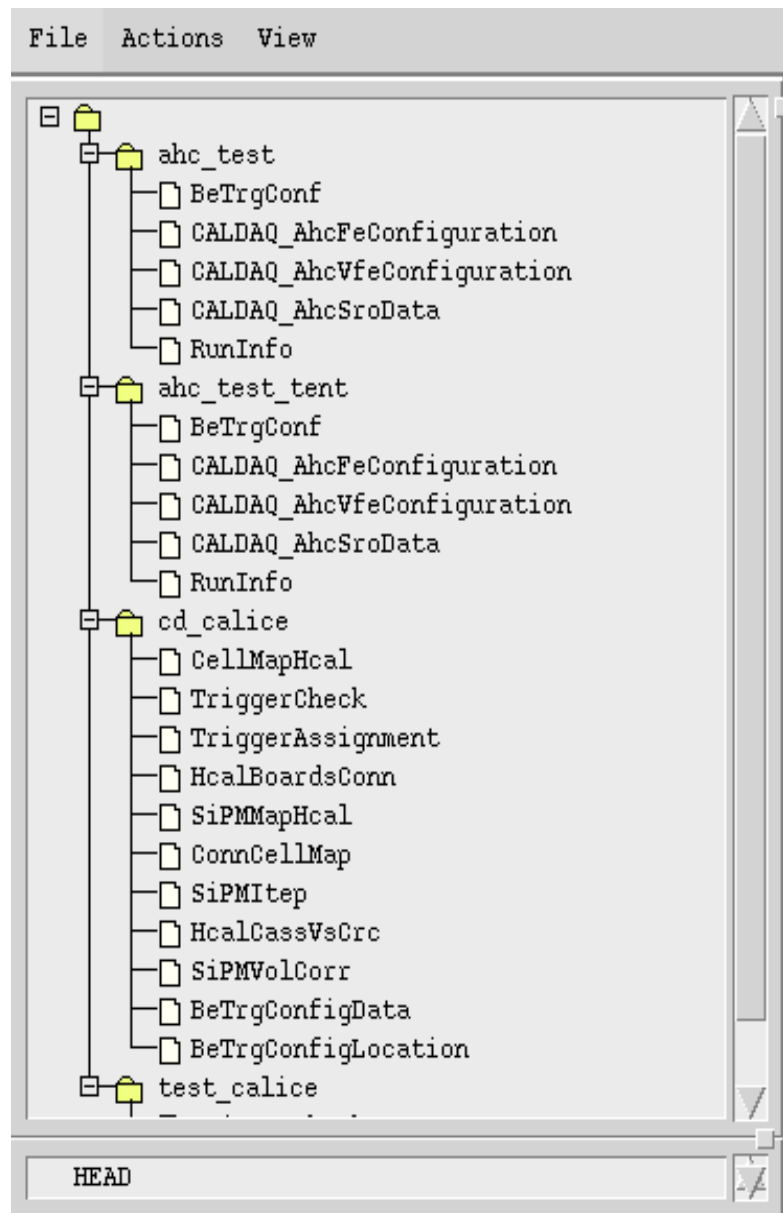 File Actions View
ahc_test
BeTrgConf
CALDAQ_AhcFeConfiguration
CALDAQ_AhcVfeConfiguration
CALDAQ_AhcSroData
RunInfo
ahc_test_tent
BeTrgConf
CALDAQ_AhcFeConfiguration
CALDAQ_AhcVfeConfiguration
CALDAQ_AhcSroData
RunInfo
cd_calice
CellMapHcal
TriggerCheck
TriggerAssignment
HcalBoardsConn
SiPMMapHcal
ConnCellMap
SiPMItep
HcalCassVsCrc
SiPMVolCorr
BeTrgConfigData
BeTrgConfigLocation
test_calice
HEAD